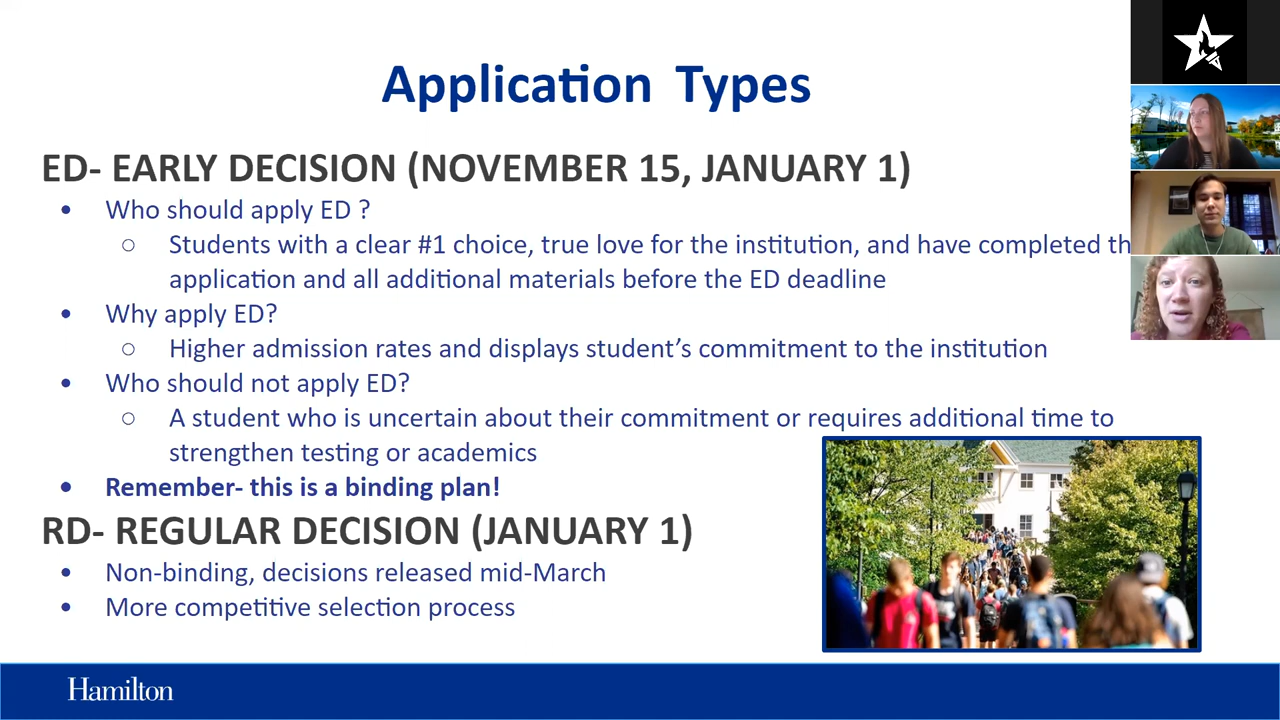 Application Types
ED- EARLY DECISION (NOVEMBER 15, JANUARY 1)
• Who should apply ED ?
○ Students with a clear #1 choice, true love for the institution, and have completed th
application and all additional materials before the ED deadline
• Why apply ED?
○ Higher admission rates and displays student’s commitment to the institution
• Who should not apply ED?
○ A student who is uncertain about their commitment or requires additional time to
strengthen testing or academics
• Remember- this is a binding plan!
RD- REGULAR DECISION (JANUARY 1)
• Non-binding, decisions released mid-March
• More competitive selection process
Hamilton